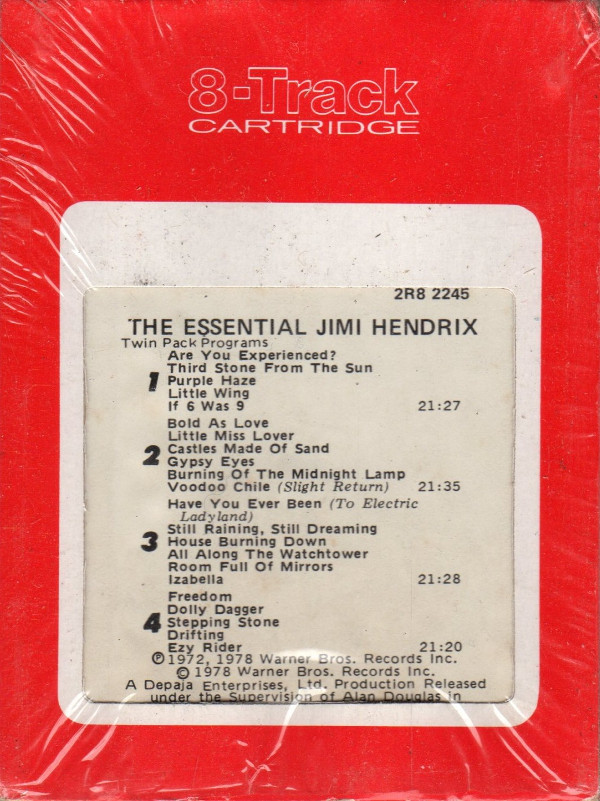 8-Track
CARTRIDGE
2R8 2245
THE ESSENTIAL JIMI HENDRIX
Twin Pack Programs
Are You Experienced?
Third Stone From The Sun
1 Purple Haze
Little Wing
If 6 Was 9 21:27
Bold As Love
Little Miss Lover
2 Castles Made Of Sand
Gypsy Eyes
Burning Of The Midnight Lamp
Voodoo Chile (Slight Return) 21:35
Have You Ever Been (To Electric
Ladyland)
Still Raining, Still Dreaming
3 House Burning Down
All Along The Watchtower
Room Full Of Mirrors
Izabella 21:28
Freedom
Dolly Dagger
4 Stepping Stone
Drifting
Ezy Rider 21:20
℗1972, 1978 Warner Bros. Records Inc.
©1978 Warner Bros. Records Inc.
A Depaja Enterprises, Ltd. Production Released
under the Supervision of Alan Douglas in